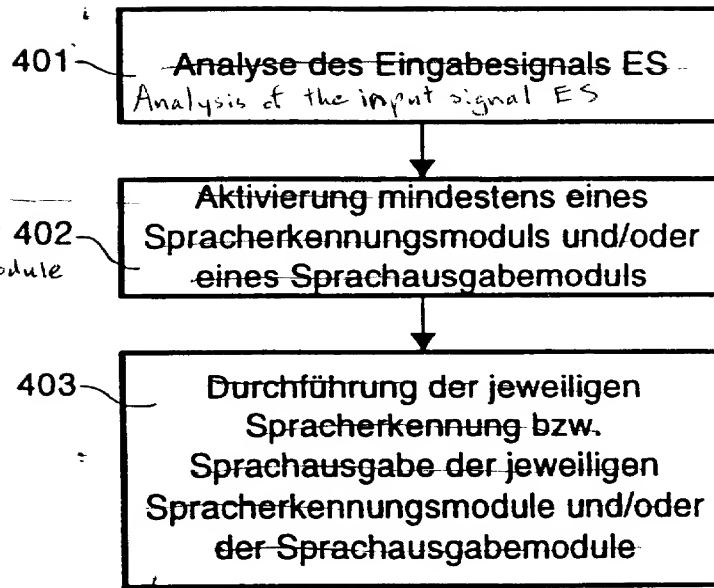 401 Analyse des Eingabesignals ES
Analysis of the input signal ES
Aktivierung mindestens eines
402 Spracherkennungsmoduls und/oder
eines Sprachausgabemoduls
403 Durchführung der jeweiligen
Spracherkennung bzw.
Sprachausgabe der jeweiligen
Spracherkennungsmodule und/oder
der Sprachausgabemodule